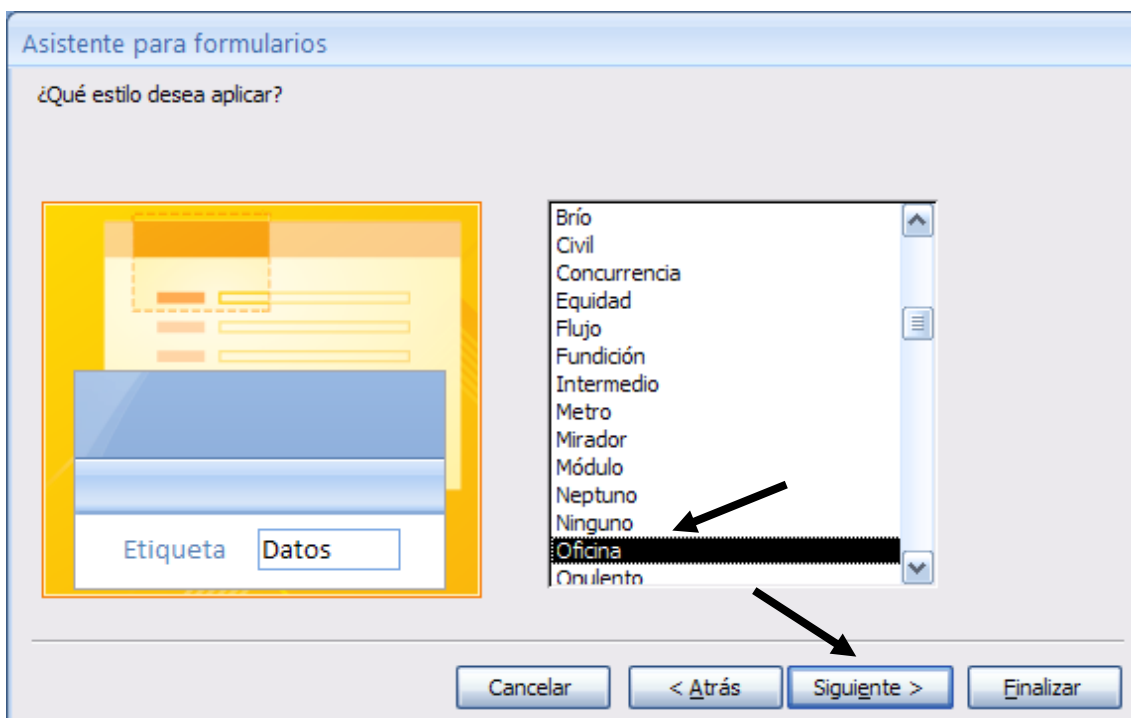 Asistente para formularios
¿Qué estilo desea aplicar?
Brío
Civil
Concurrencia
Equidad
Flujo
Fundición
Intermedio
Metro
Mirador
Módulo
Neptuno
Ninguno
Oficina
Opulento
Etiqueta Datos
Cancelar < Atrás Siguiente > Finalizar